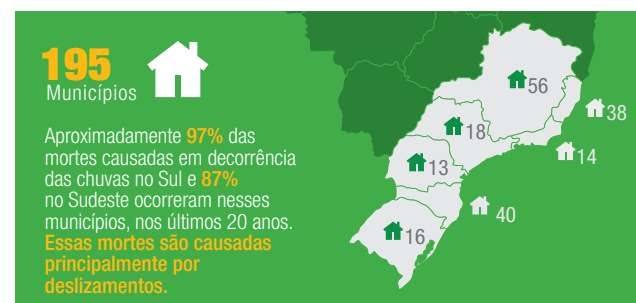 195
Municípios
Aproximadamente 97% das
mortes causadas em decorrência
das chuvas no Sul e 87%
no Sudeste ocorreram nesses
municípios, nos últimos 20 anos.
Essas mortes são causadas
principalmente por
deslizamentos.
56
38
18
14
13
40
16